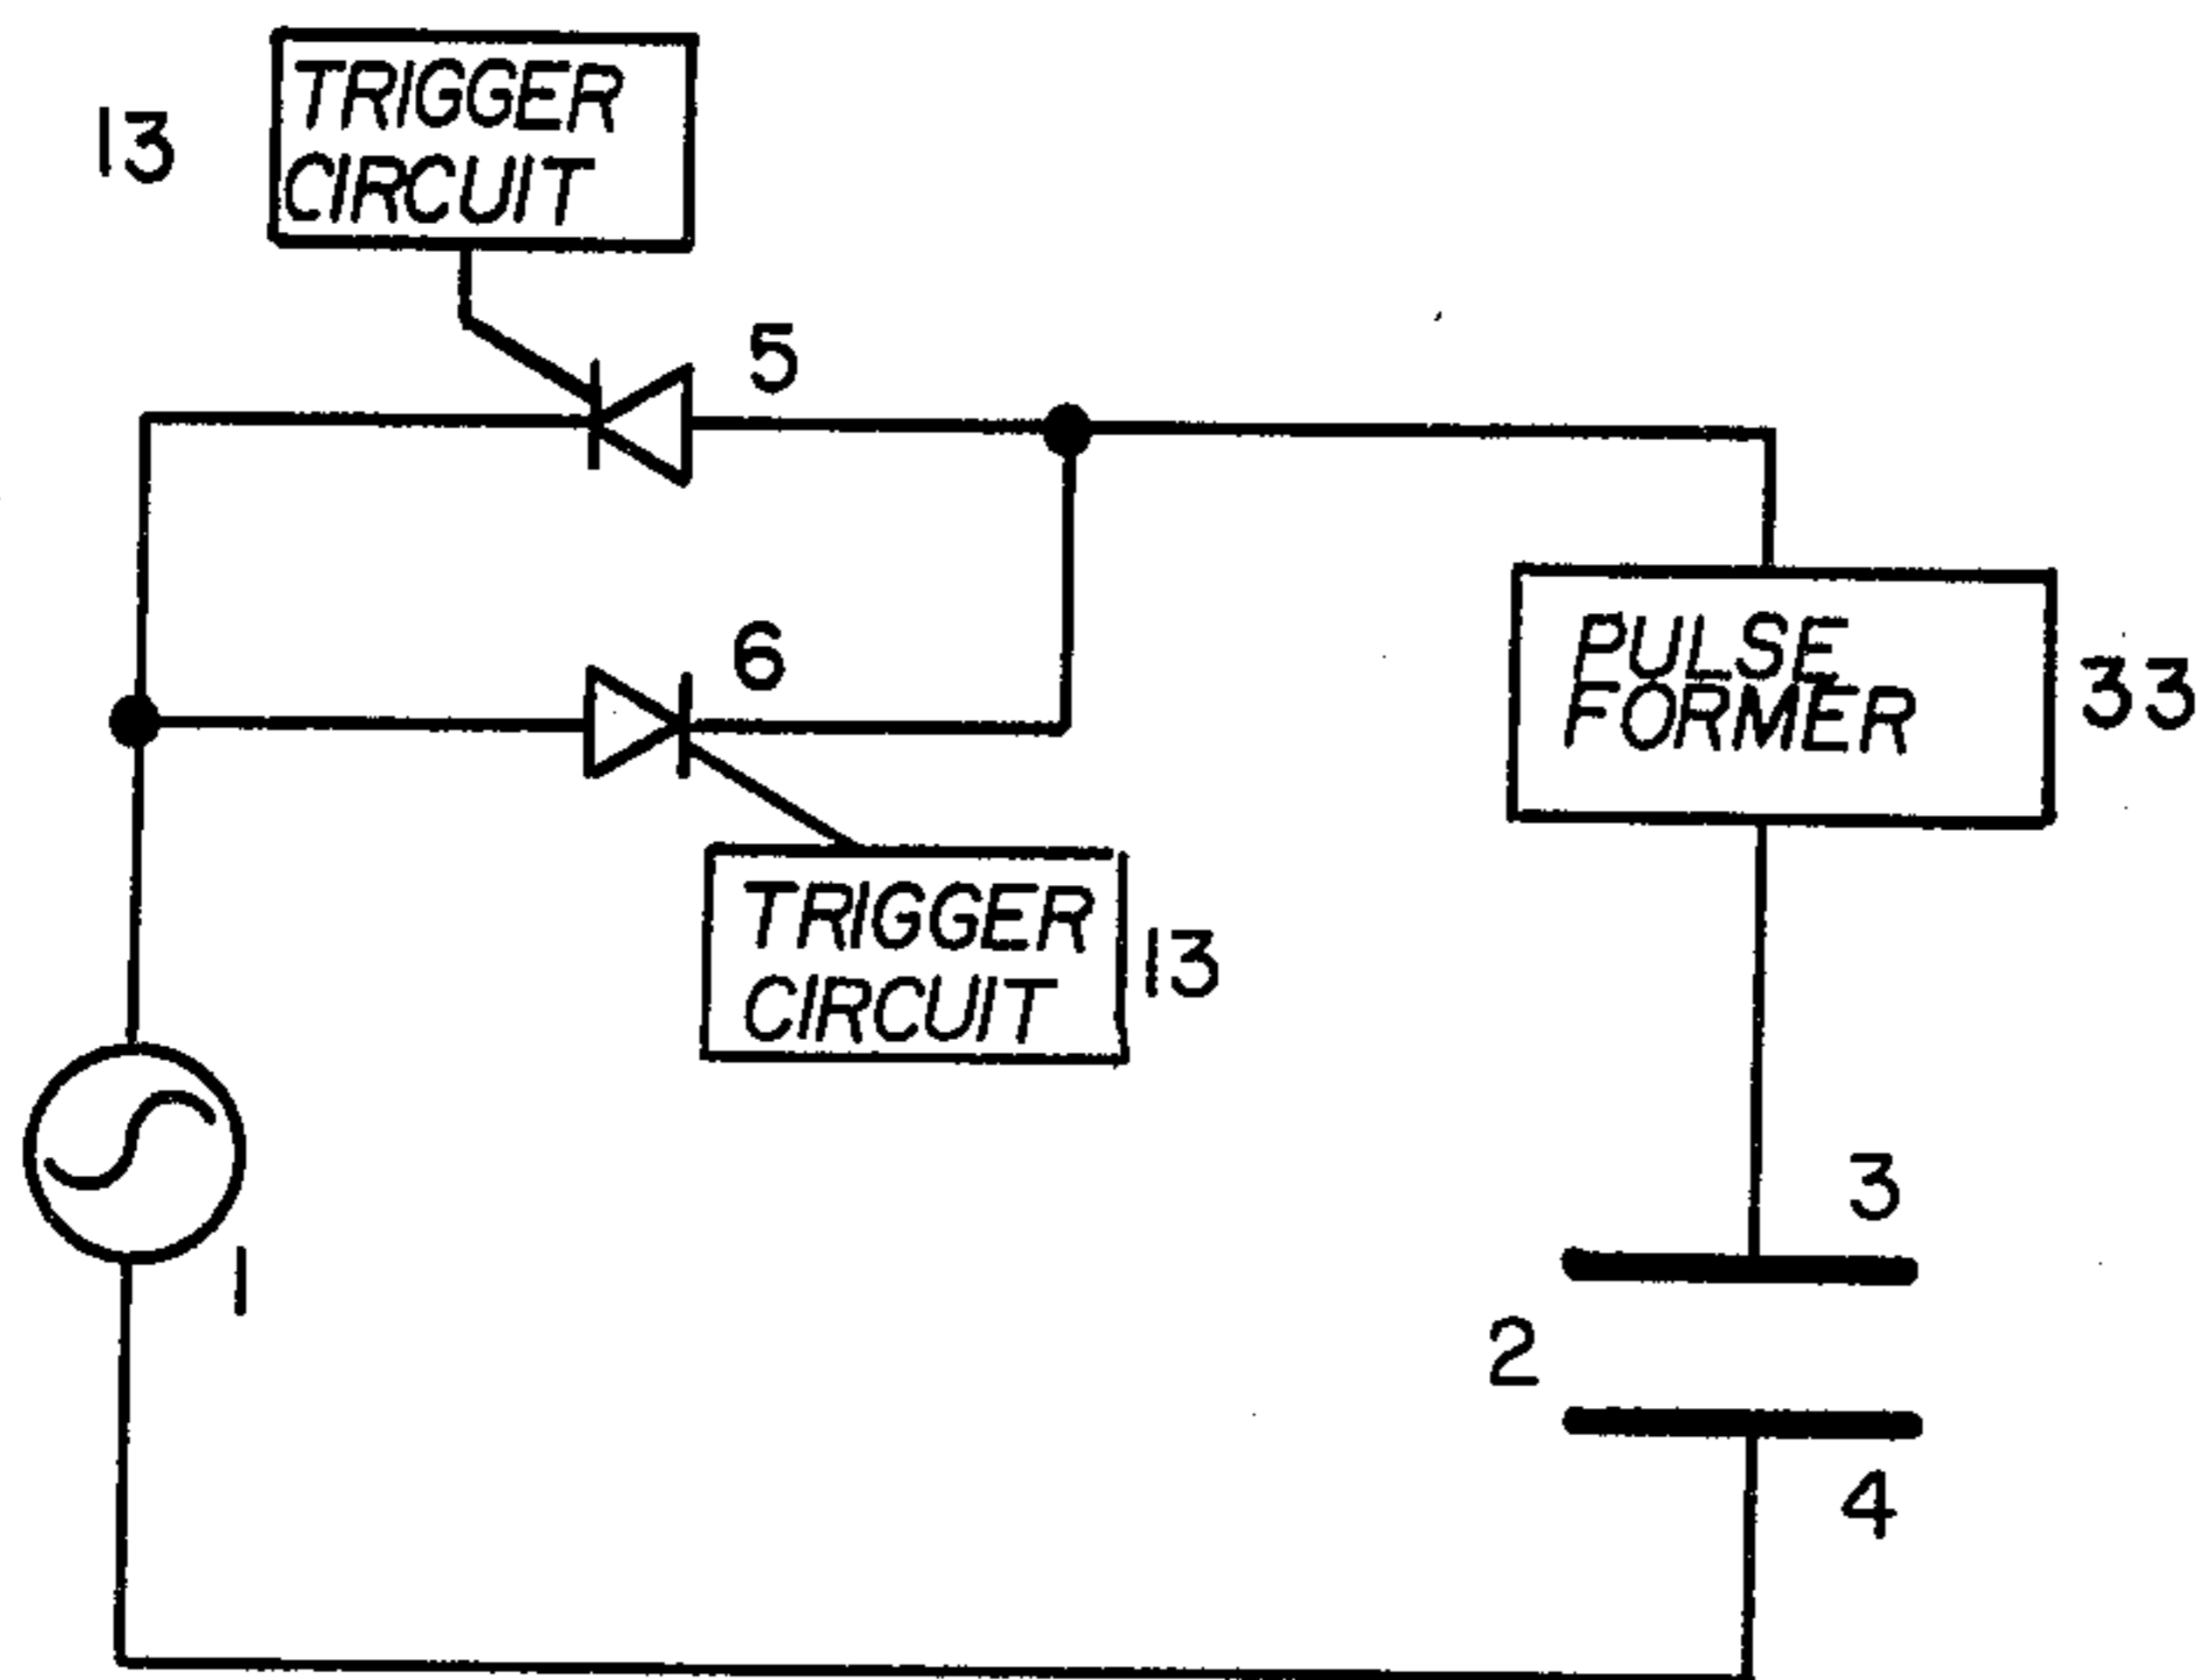 TRIGGER
CIRCUIT
13
5
6
PULSE
FORMER
33
TRIGGER
CIRCUIT
13
1
3
2
4